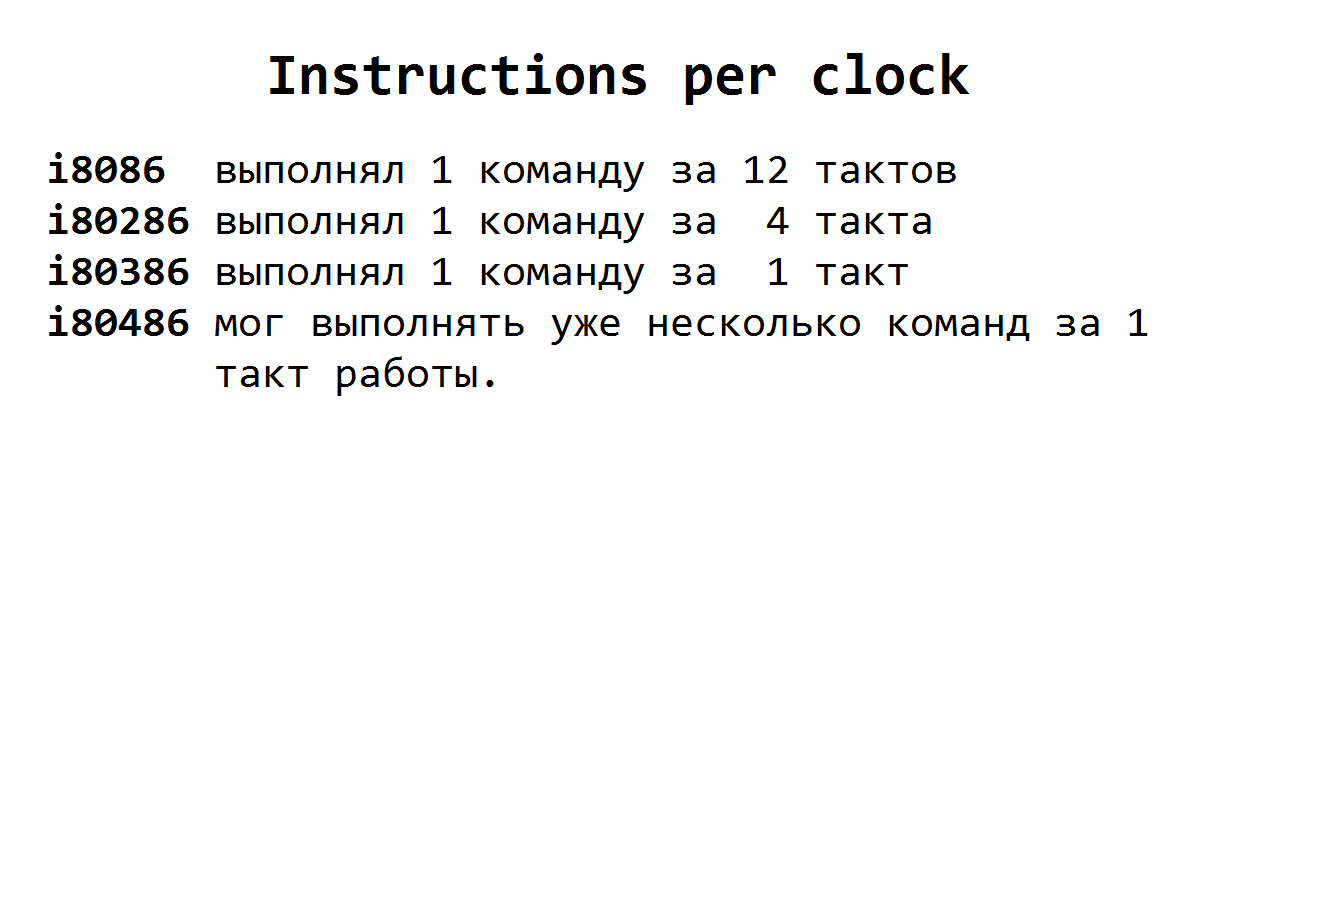 Instructions per clock
i8086 выполнял 1 команду за 12 тактов
i80286 выполнял 1 команду за 4 такта
i80386 выполнял 1 команду за 1 такт
i80486 мог выполнять уже несколько команд за 1
такт работы.